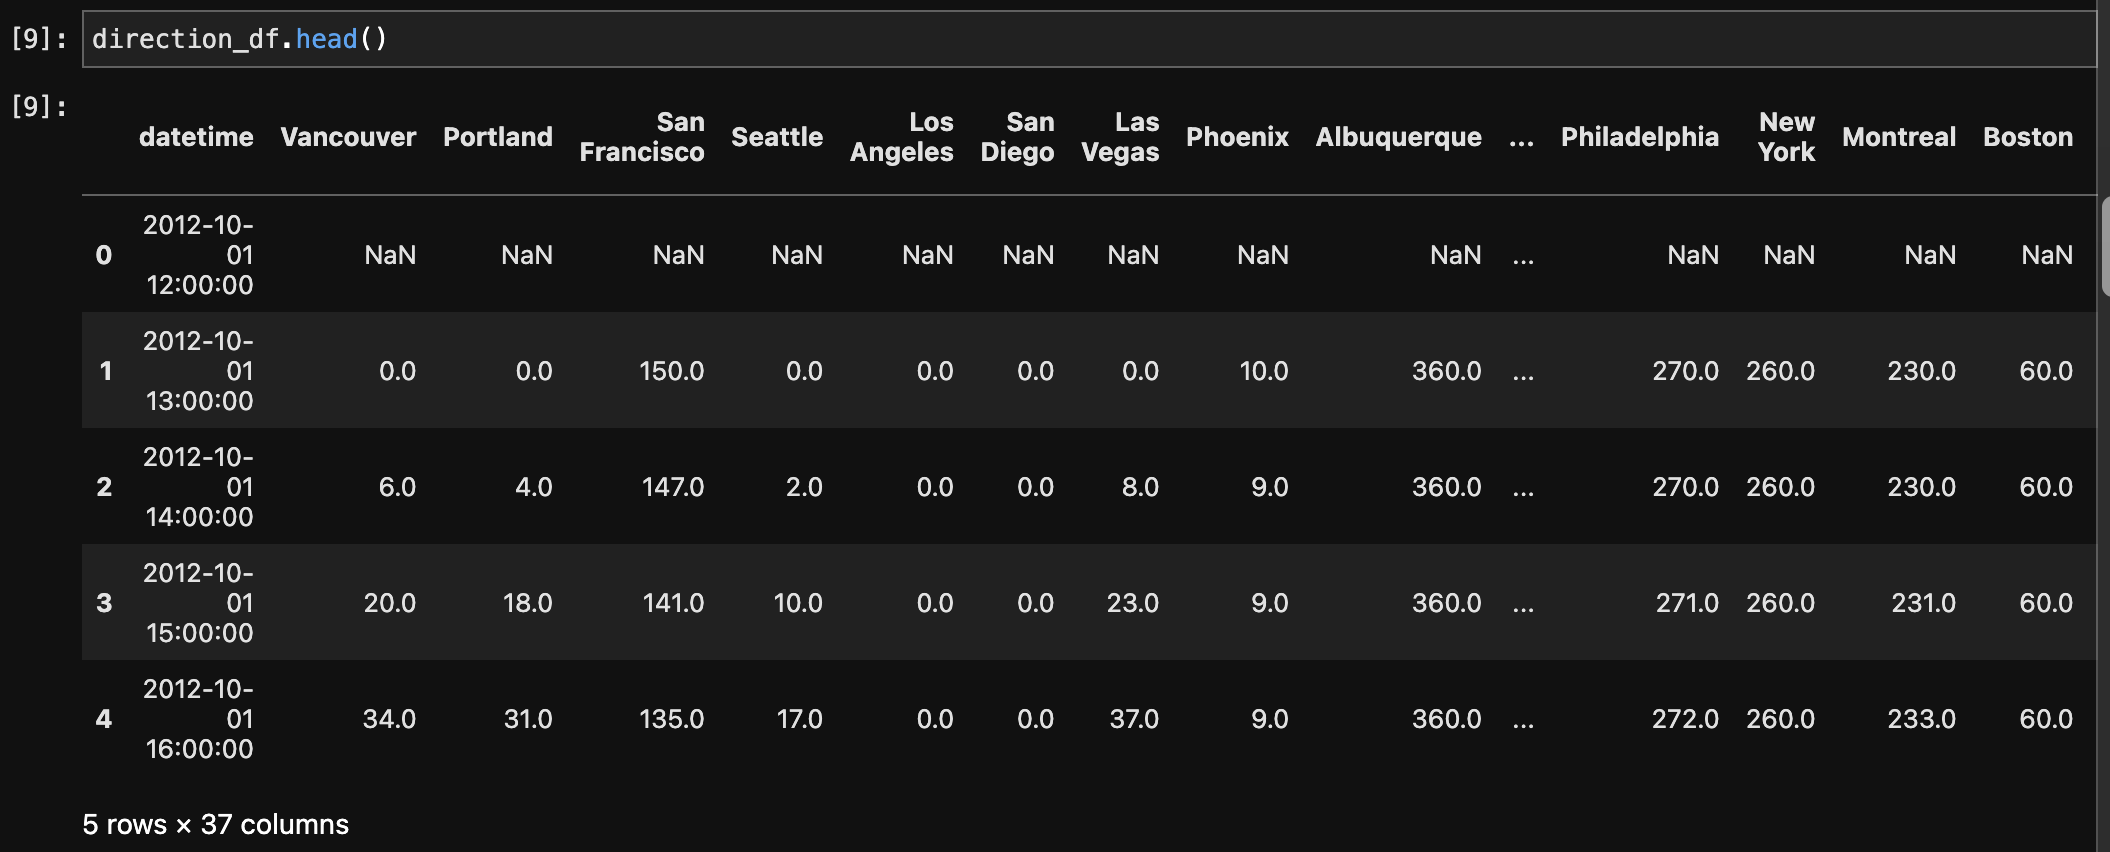 [9]: direction_df.head()
[9]:
datetime Vancouver Portland San Francisco Seattle Los Angeles San Diego Las Vegas Phoenix Albuquerque ... Philadelphia New York Montreal Boston
0 2012-10-01 12:00:00 NaN NaN NaN NaN NaN NaN NaN NaN NaN ... NaN NaN NaN NaN
1 2012-10-01 13:00:00 0.0 0.0 150.0 0.0 0.0 0.0 0.0 10.0 360.0 ... 270.0 260.0 230.0 60.0
2 2012-10-01 14:00:00 6.0 4.0 147.0 2.0 0.0 0.0 8.0 9.0 360.0 ... 270.0 260.0 230.0 60.0
3 2012-10-01 15:00:00 20.0 18.0 141.0 10.0 0.0 0.0 23.0 9.0 360.0 ... 271.0 260.0 231.0 60.0
4 2012-10-01 16:00:00 34.0 31.0 135.0 17.0 0.0 0.0 37.0 9.0 360.0 ... 272.0 260.0 233.0 60.0
5 rows × 37 columns